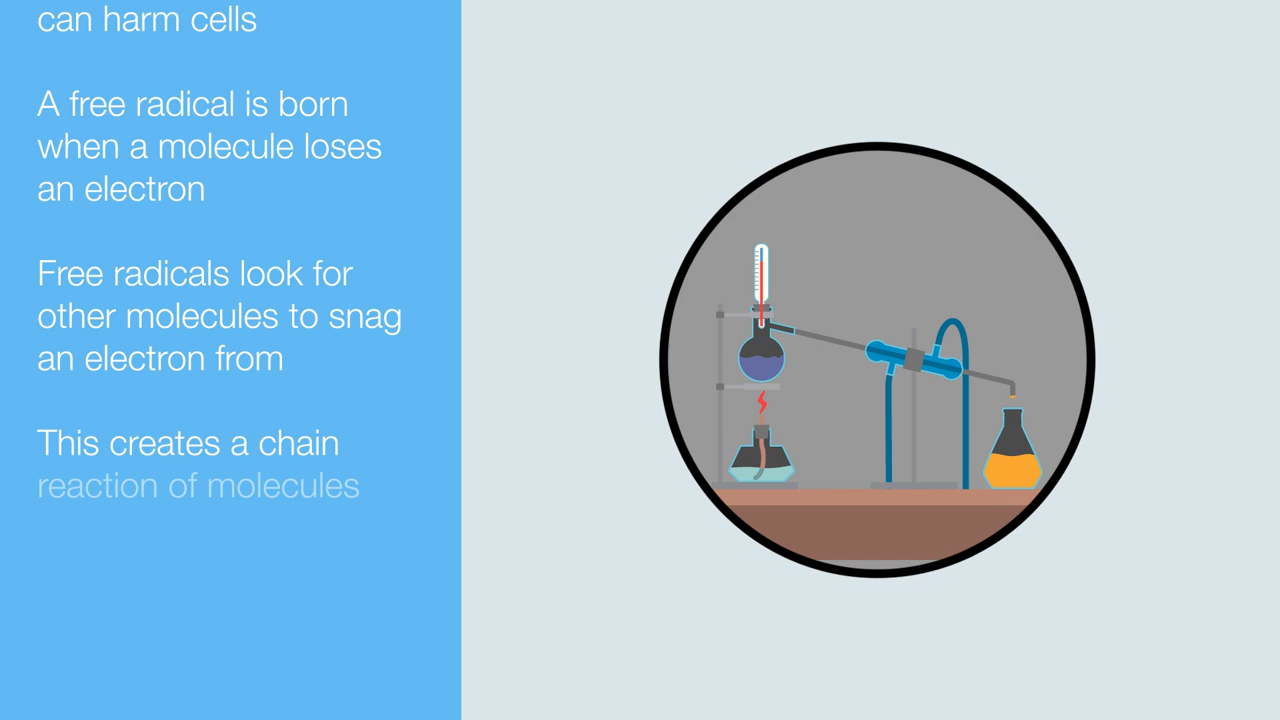 can harm cells
A free radical is born
when a molecule loses
an electron
Free radicals look for
other molecules to snag
an electron from
This creates a chain
reaction of molecules